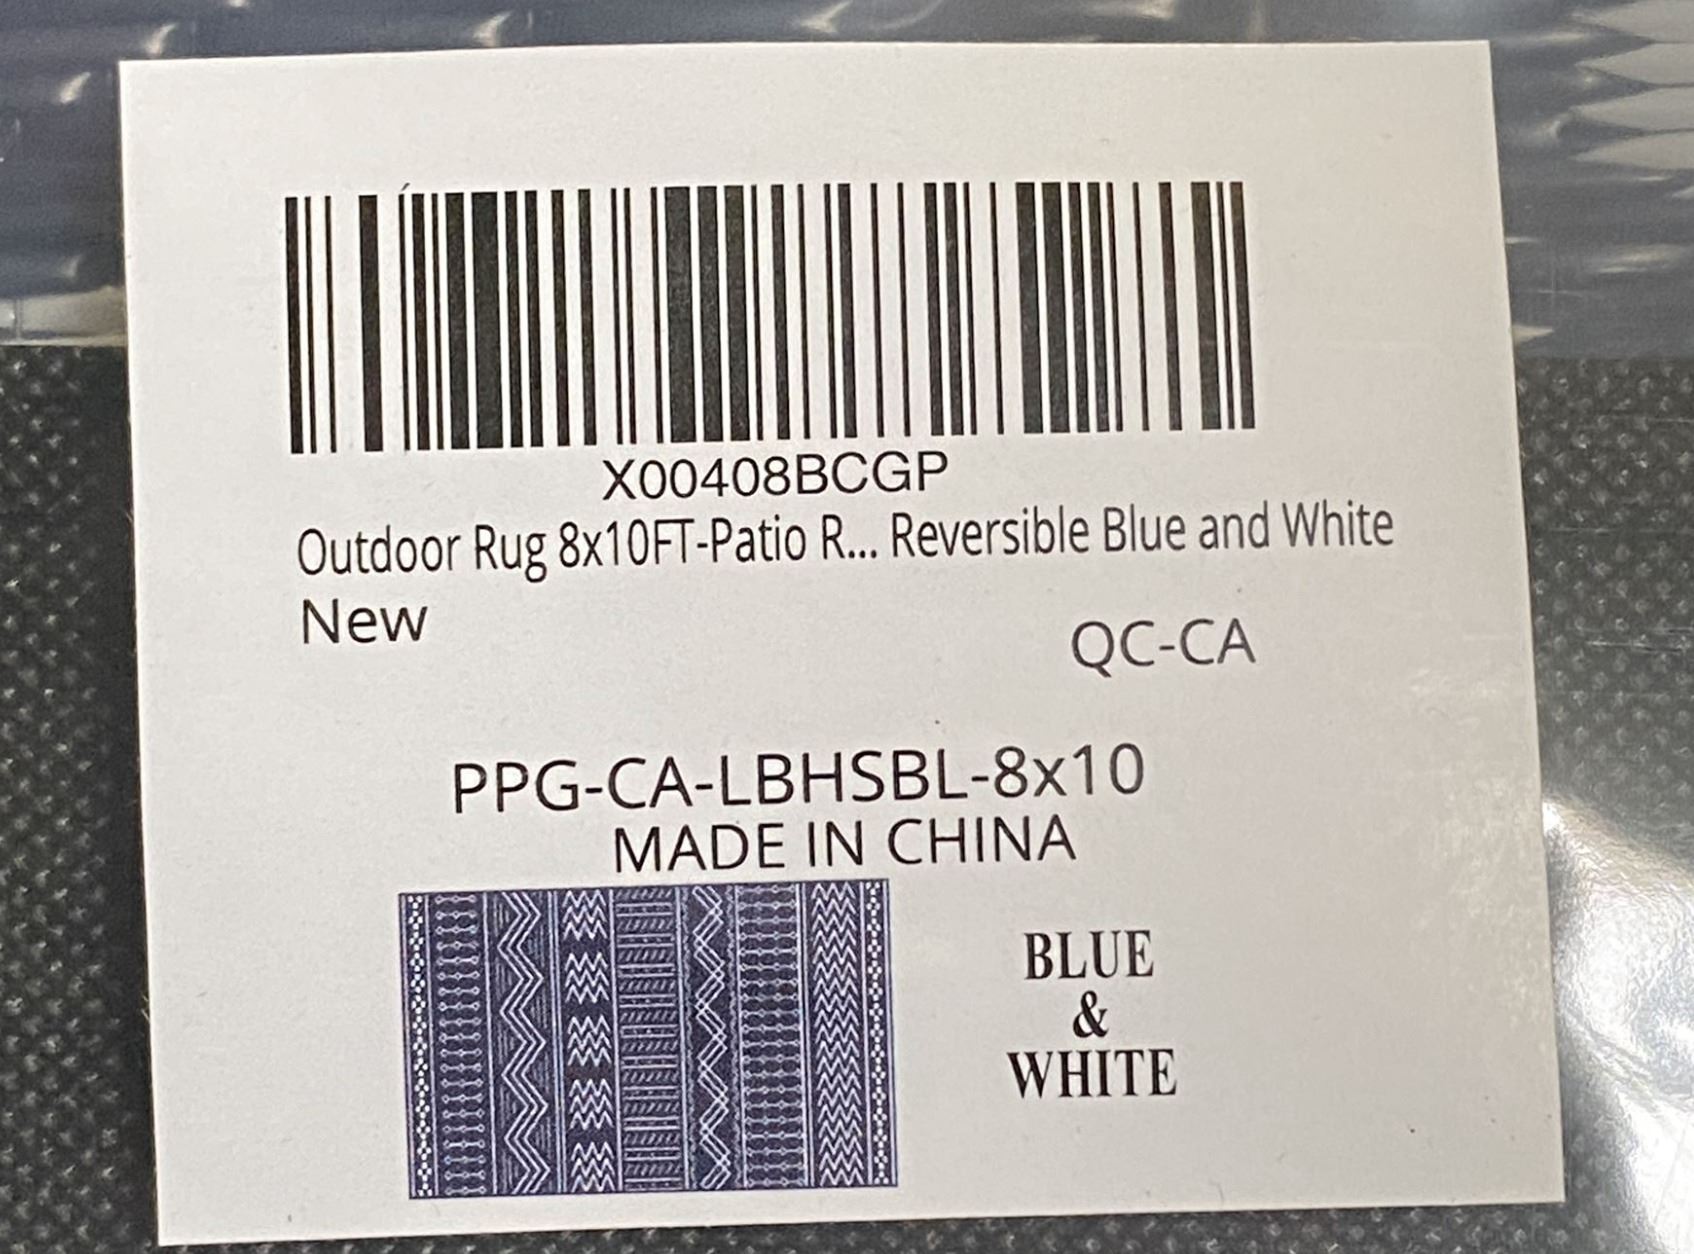 X00408BCGP
Outdoor Rug 8x10FT-Patio R... Reversible Blue and White
New
QC-CA
PPG-CA-LBHSBL-8x10
MADE IN CHINA
BLUE
&
WHITE